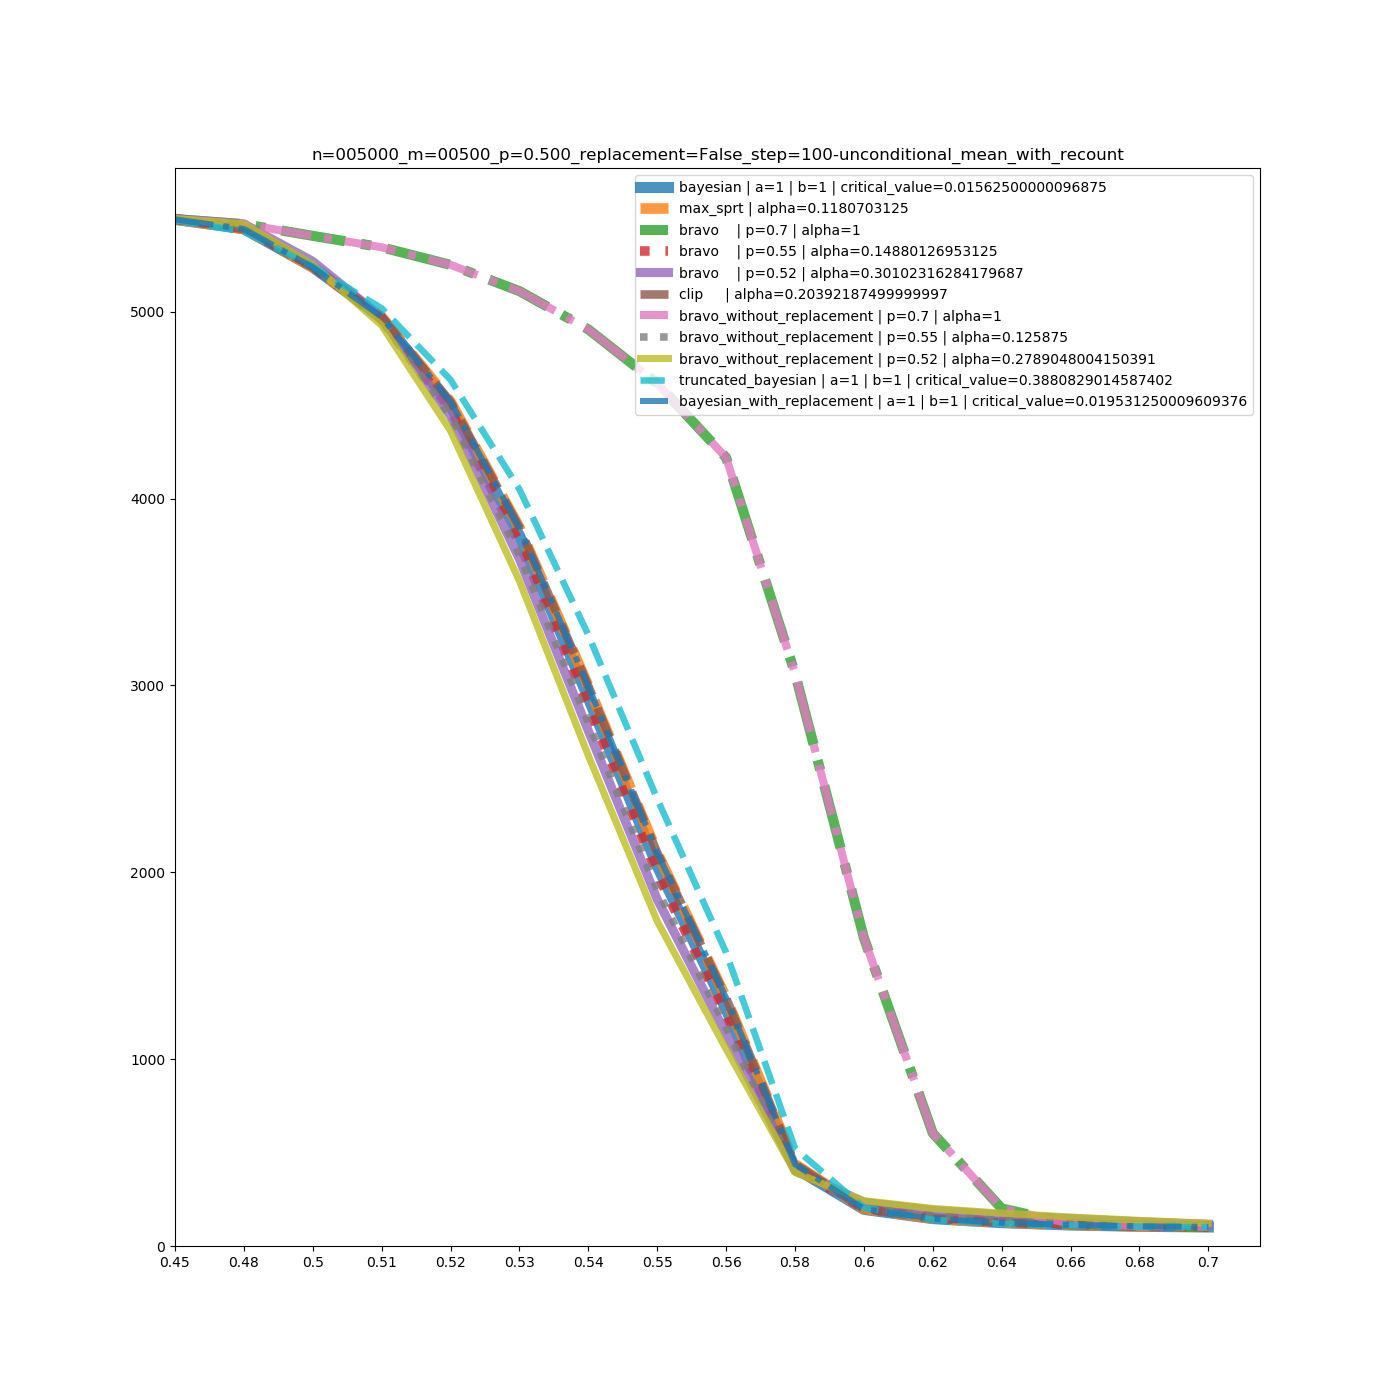 n=005000_m=00500_p=0.500_replacement=False_step=100-unconditional_mean_with_recount
bayesian | a=1 | b=1 | critical_value=0.01562500000096875
max_sprt | alpha=0.1180703125
bravo | p=0.7 | alpha=1
bravo | p=0.55 | alpha=0.14880126953125
bravo | p=0.52 | alpha=0.30102316284179687
clip | alpha=0.20392187499999997
bravo_without_replacement | p=0.7 | alpha=1
bravo_without_replacement | p=0.55 | alpha=0.125875
bravo_without_replacement | p=0.52 | alpha=0.2789048004150391
truncated_bayesian | a=1 | b=1 | critical_value=0.3880829014587402
bayesian_with_replacement | a=1 | b=1 | critical_value=0.019531250009609376
5000
4000
3000
2000
1000
0
0.45 0.48 0.5 0.51 0.52 0.53 0.54 0.55 0.56 0.58 0.6 0.62 0.64 0.66 0.68 0.7